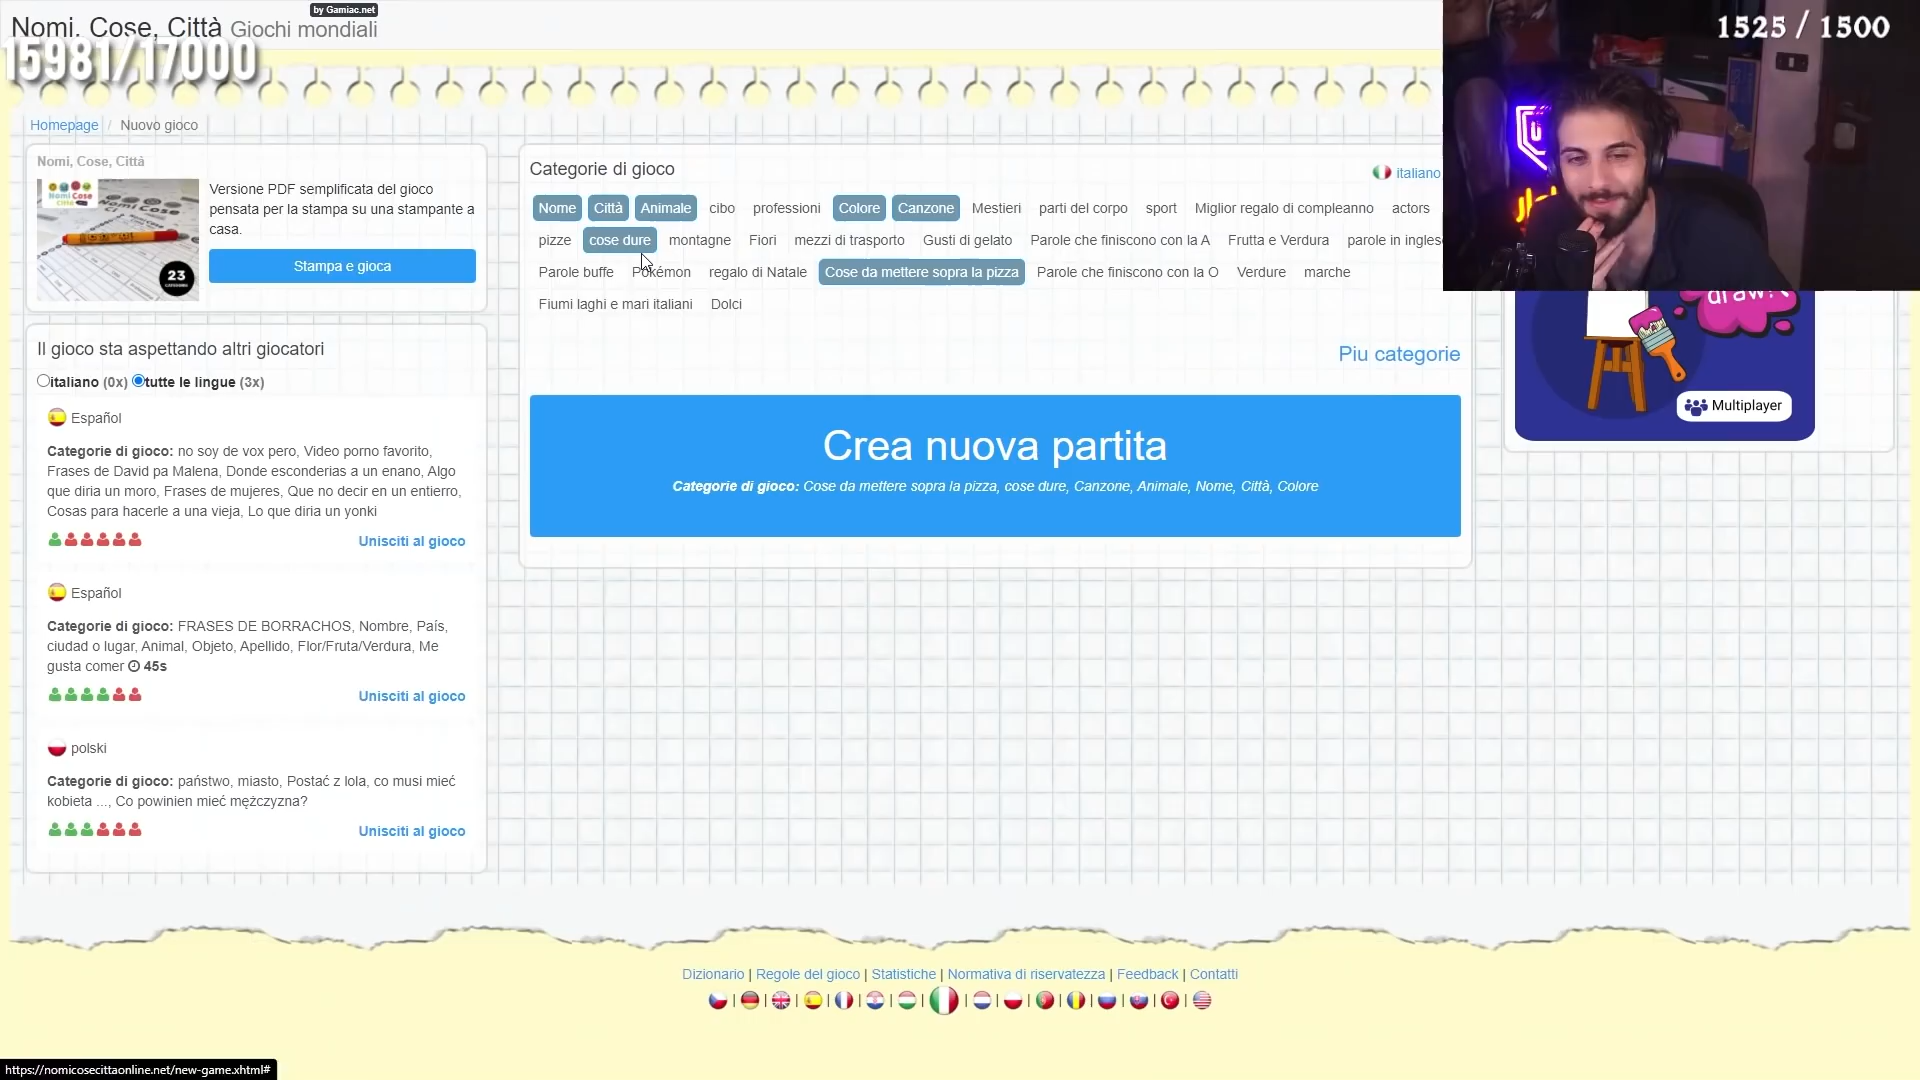 by Gamiac.net
Nomi, Cose, Città Giochi mondiali
15981/17000
1525 / 1500
Homepage / Nuovo gioco
Nomi, Cose, Città
Versione PDF semplificata del gioco
pensata per la stampa su una stampante a
casa.
Stampa e gioca
23
Il gioco sta aspettando altri giocatori
italiano (0x) tutte le lingue (3x)
Español
Categorie di gioco: no soy de vox pero, Video porno favorito,
Frases de David pa Malena, Donde esconderias a un enano, Algo
que diria un moro, Frases de mujeres, Que no decir en un entierro,
Cosas para hacerle a una vieja, Lo que diria un yonki
Unisciti al gioco
Español
Categorie di gioco: FRASES DE BORRACHOS, Nombre, País,
ciudad o lugar, Animal, Objeto, Apellido, Flor/Fruta/Verdura, Me
gusta comer 45s
Unisciti al gioco
polski
Categorie di gioco: państwo, miasto, Postać z lola, co musi mieć
kobieta ..., Co powinien mieć mężczyzna?
Unisciti al gioco
Categorie di gioco
italiano
Nome Città Animale cibo professioni Colore Canzone Mestieri parti del corpo sport Miglior regalo di compleanno actors
pizze cose dure montagne Fiori mezzi di trasporto Gusti di gelato Parole che finiscono con la A Frutta e Verdura parole in inglese
Parole buffe Pokémon regalo di Natale Cose da mettere sopra la pizza Parole che finiscono con la O Verdure marche
Fiumi laghi e mari italiani Dolci
Piu categorie
Crea nuova partita
Categorie di gioco: Cose da mettere sopra la pizza, cose dure, Canzone, Animale, Nome, Città, Colore
draw!
Multiplayer
Dizionario | Regole del gioco | Statistiche | Normativa di riservatezza | Feedback | Contatti
https://nomicosecittaonline.net/new-game.xhtml#